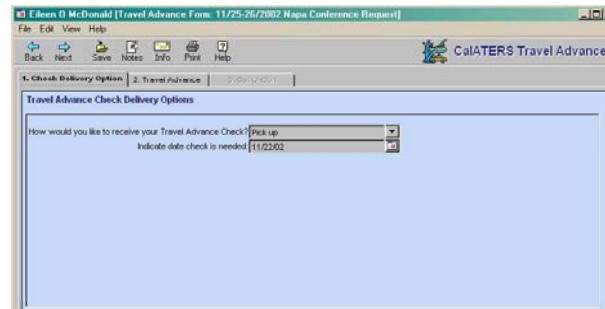 Eileen O McDonald [Travel Advance Form: 11/25-26/2002 Napa Conference Request]
File Edit View Help
Back Next Save Notes Info Print Help
CalATERS Travel Advance
1. Check Delivery Option 2. Travel Advance
Travel Advance Check Delivery Options
How would you like to receive your Travel Advance Check? Pick up
Indicate date check is needed 11/22/02